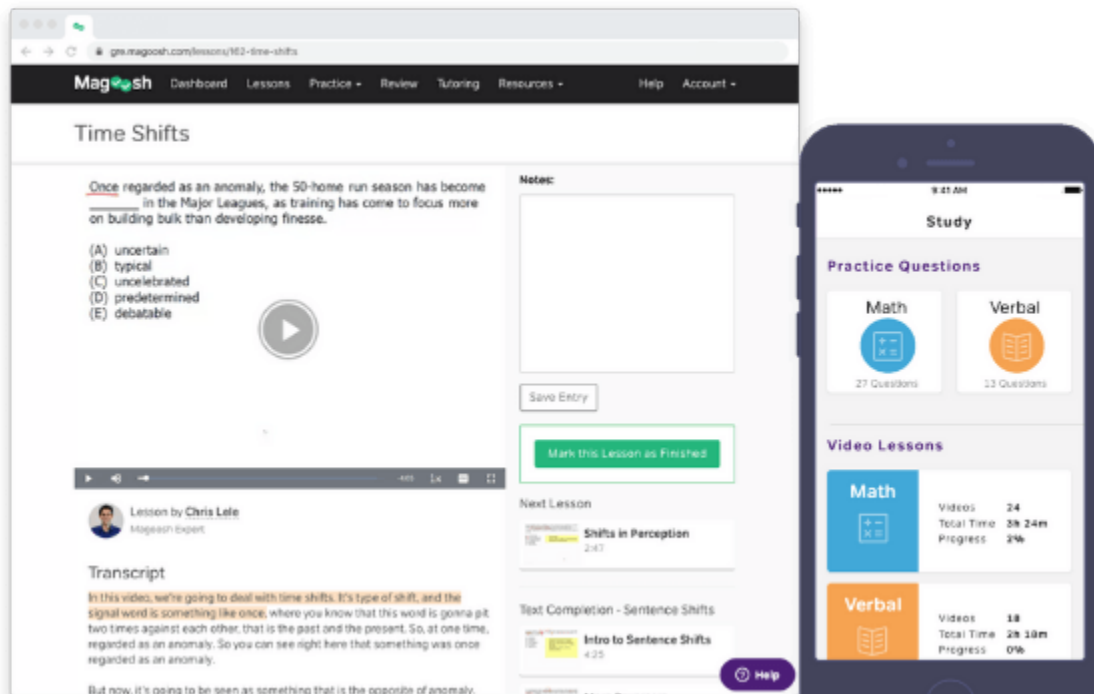 gre.magoosh.com/lessons/162-time-shifts
Magoosh Dashboard Lessons Practice Review Tutoring Resources Help Account
Time Shifts
Once regarded as an anomaly, the 50-home run season has become
______ in the Major Leagues, as training has come to focus more
on building bulk than developing finesse.
(A) uncertain
(B) typical
(C) uncelebrated
(D) predetermined
(E) debatable
1x
Lesson by Chris Lele
Magoosh Expert
Transcript
In this video, we're going to deal with time shifts. It's type of shift, and the
signal word is something like once, where you know that this word is gonna pit
two times against each other, that is the past and the present. So, at one time,
regarded as an anomaly. So you can see right here that something was once
regarded as an anomaly.
But now, it's going to be seen as something that is the opposite of anomaly.
Notes:
Save Entry
Mark this Lesson as Finished
Next Lesson
Shifts in Perception
2:47
Text Completion - Sentence Shifts
Intro to Sentence Shifts
4:25
Help
9:41 AM
Study
Practice Questions
Math
27 Questions
Verbal
13 Questions
Video Lessons
Math
Videos 24
Total Time 3h 24m
Progress 2%
Verbal
Videos 18
Total Time 2h 18m
Progress 0%